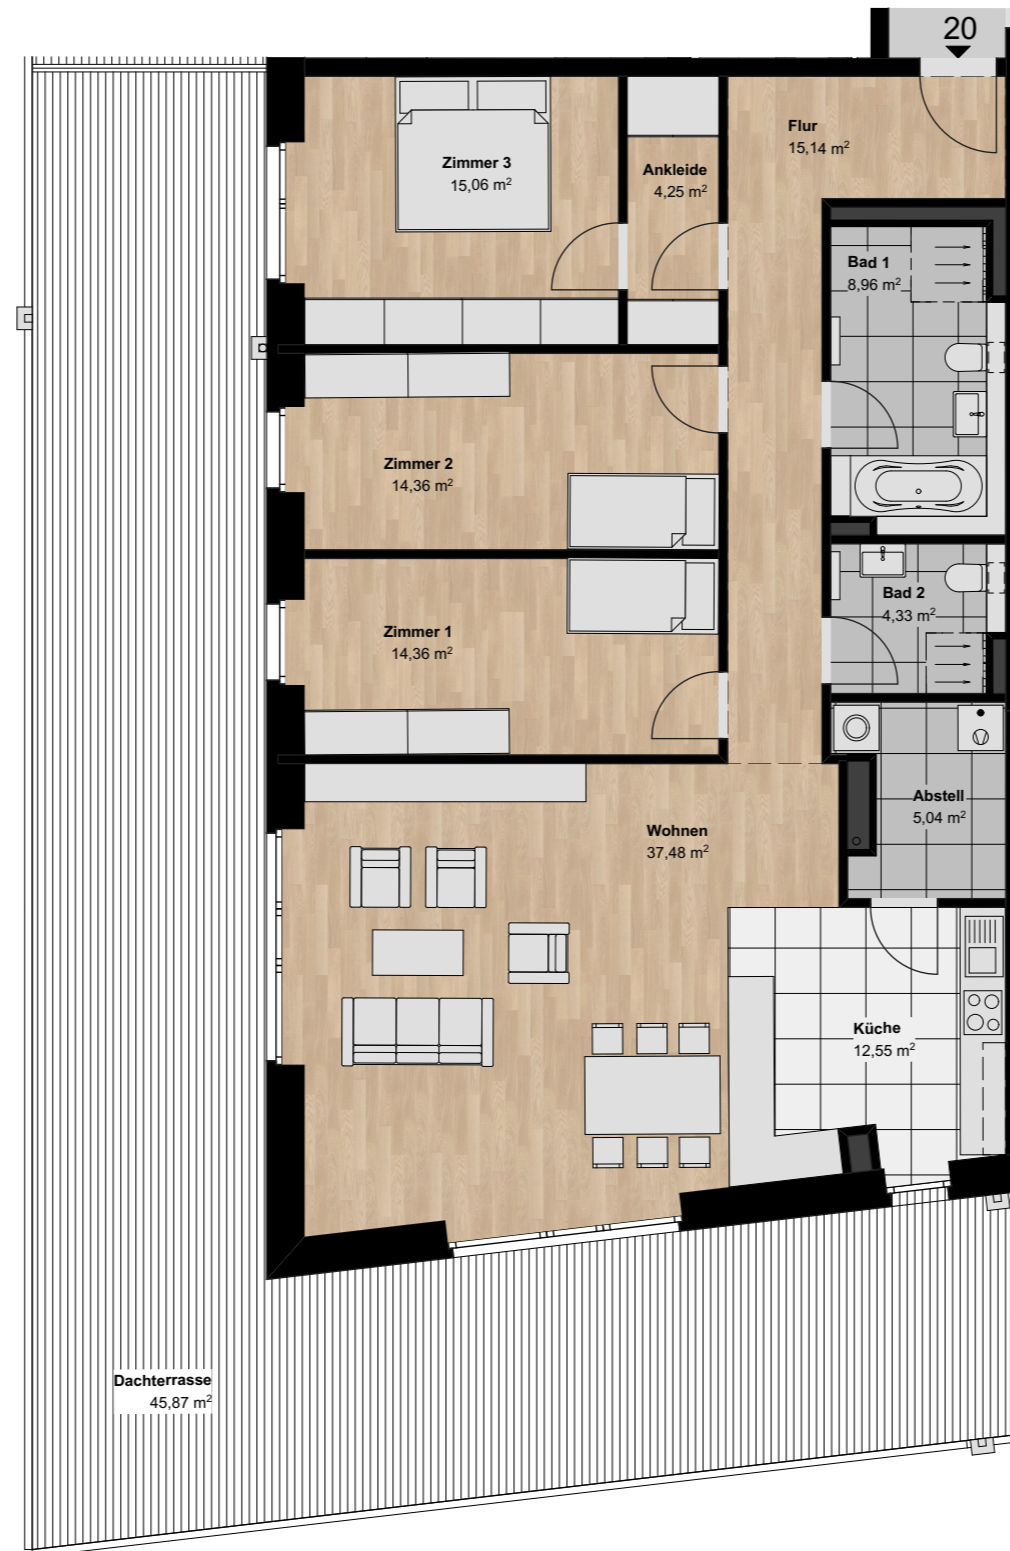 20
Flur
15,14 m²
Zimmer 3
15,06 m²
Ankleide
4,25 m²
Bad 1
8,96 m²
Zimmer 2
14,36 m²
Bad 2
4,33 m²
Zimmer 1
14,36 m²
Abstell
5,04 m²
Wohnen
37,48 m²
Küche
12,55 m²
Dachterrasse
45,87 m²